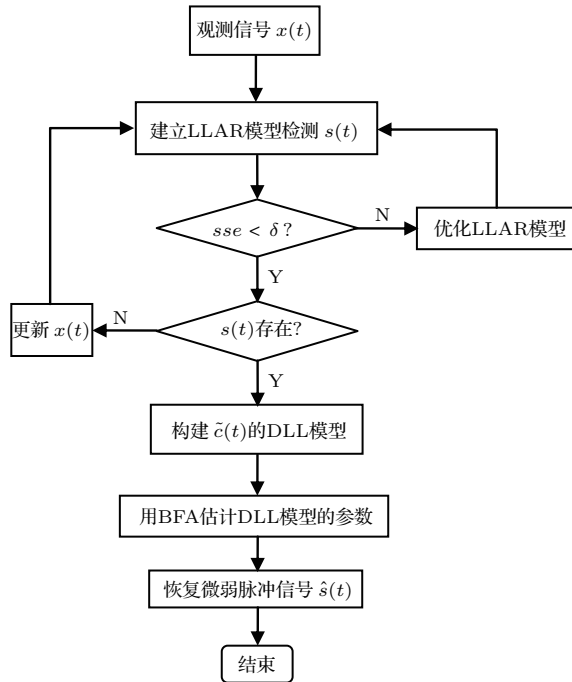 观测信号 x(t)
建立LLAR模型检测 s(t)
sse < δ ?
N
优化LLAR模型
Y
更新 x(t)
N
s(t)存在?
Y
构建 c̃(t)的DLL模型
用BFA估计DLL模型的参数
恢复微弱脉冲信号 ŝ(t)
结束